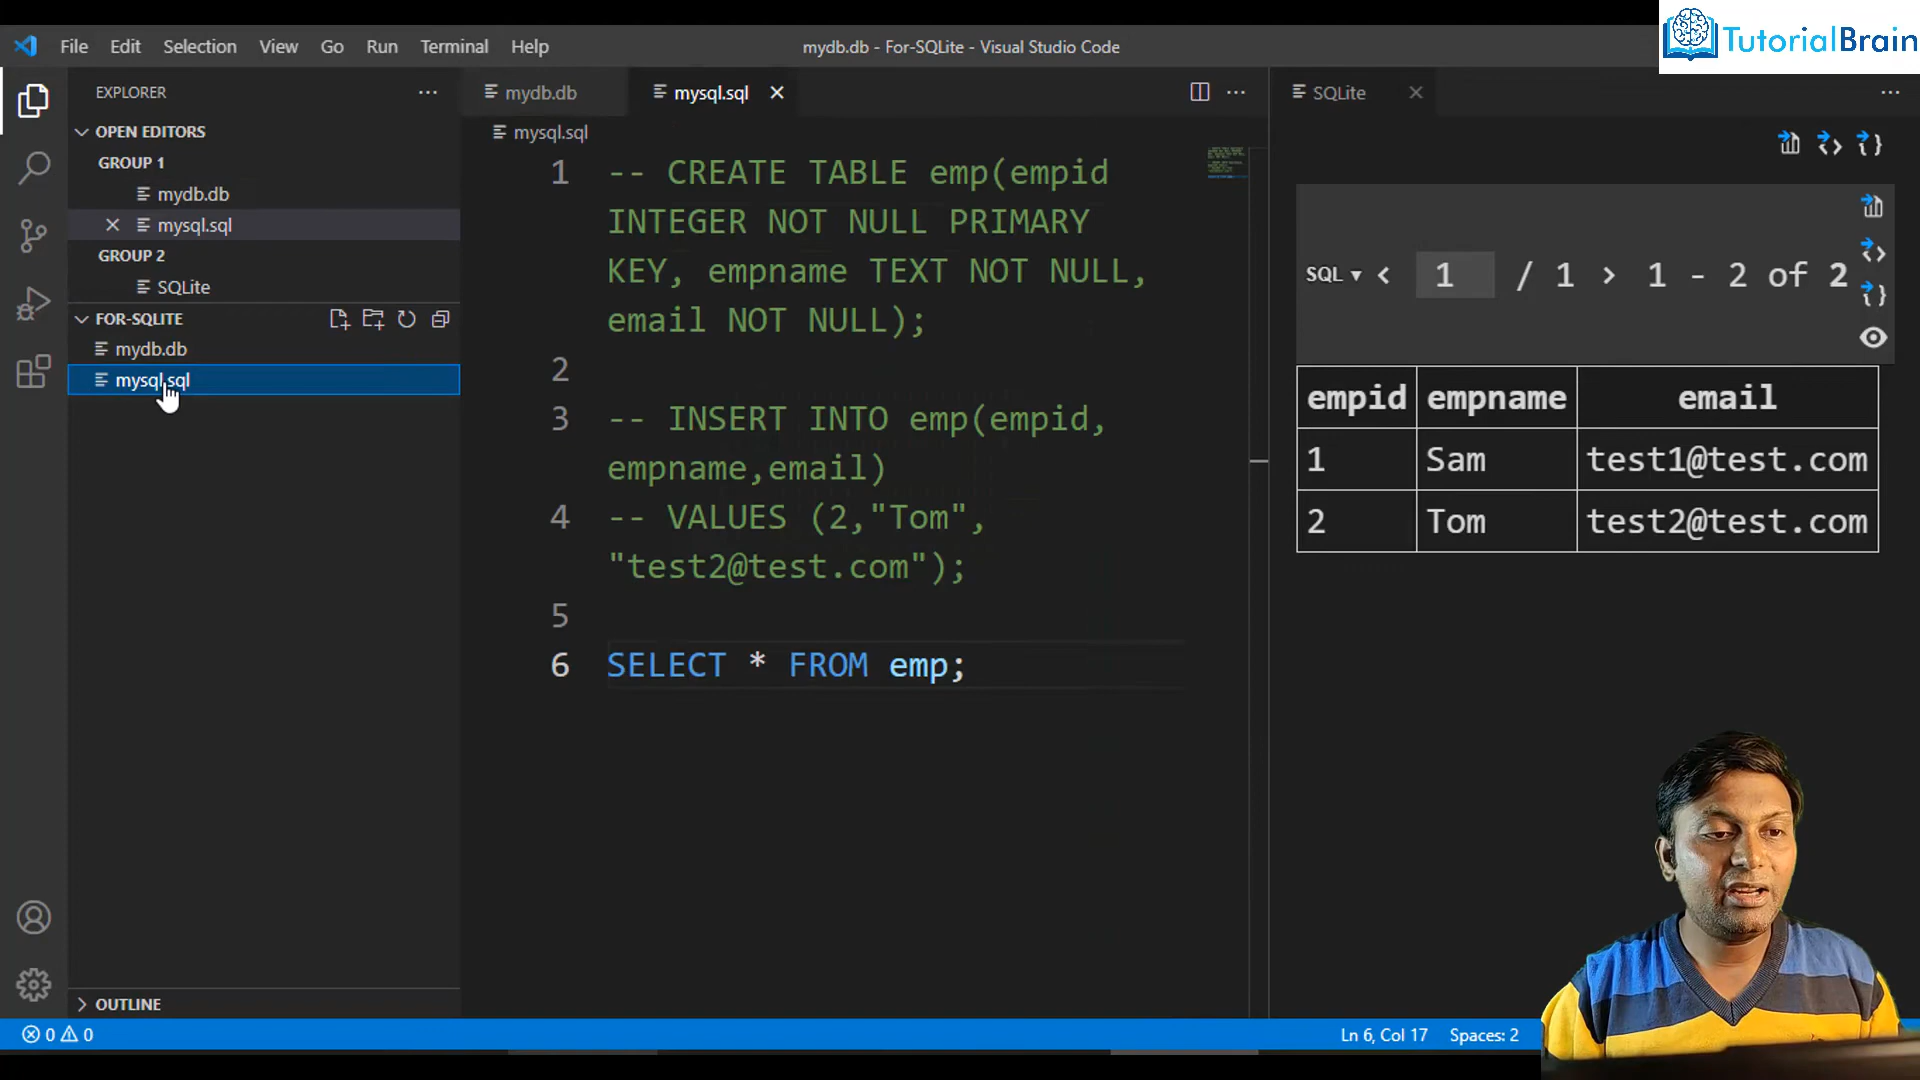 TutorialBrain
File Edit Selection View Go Run Terminal Help
mydb.db - For-SQLite - Visual Studio Code
EXPLORER
OPEN EDITORS
GROUP 1
mydb.db
mysql.sql
GROUP 2
SQLite
FOR-SQLITE
mydb.db
mysql.sql
OUTLINE
mydb.db
mysql.sql
mysql.sql
1 -- CREATE TABLE emp(empid
INTEGER NOT NULL PRIMARY
KEY, empname TEXT NOT NULL,
email NOT NULL);
2
3 -- INSERT INTO emp(empid,
empname,email)
4 -- VALUES (2,"Tom",
"test2@test.com");
5
6 SELECT * FROM emp;
SQLite
SQL 1 / 1 1 - 2 of 2
empid empname email
1 Sam test1@test.com
2 Tom test2@test.com
0 0
Ln 6, Col 17 Spaces: 2